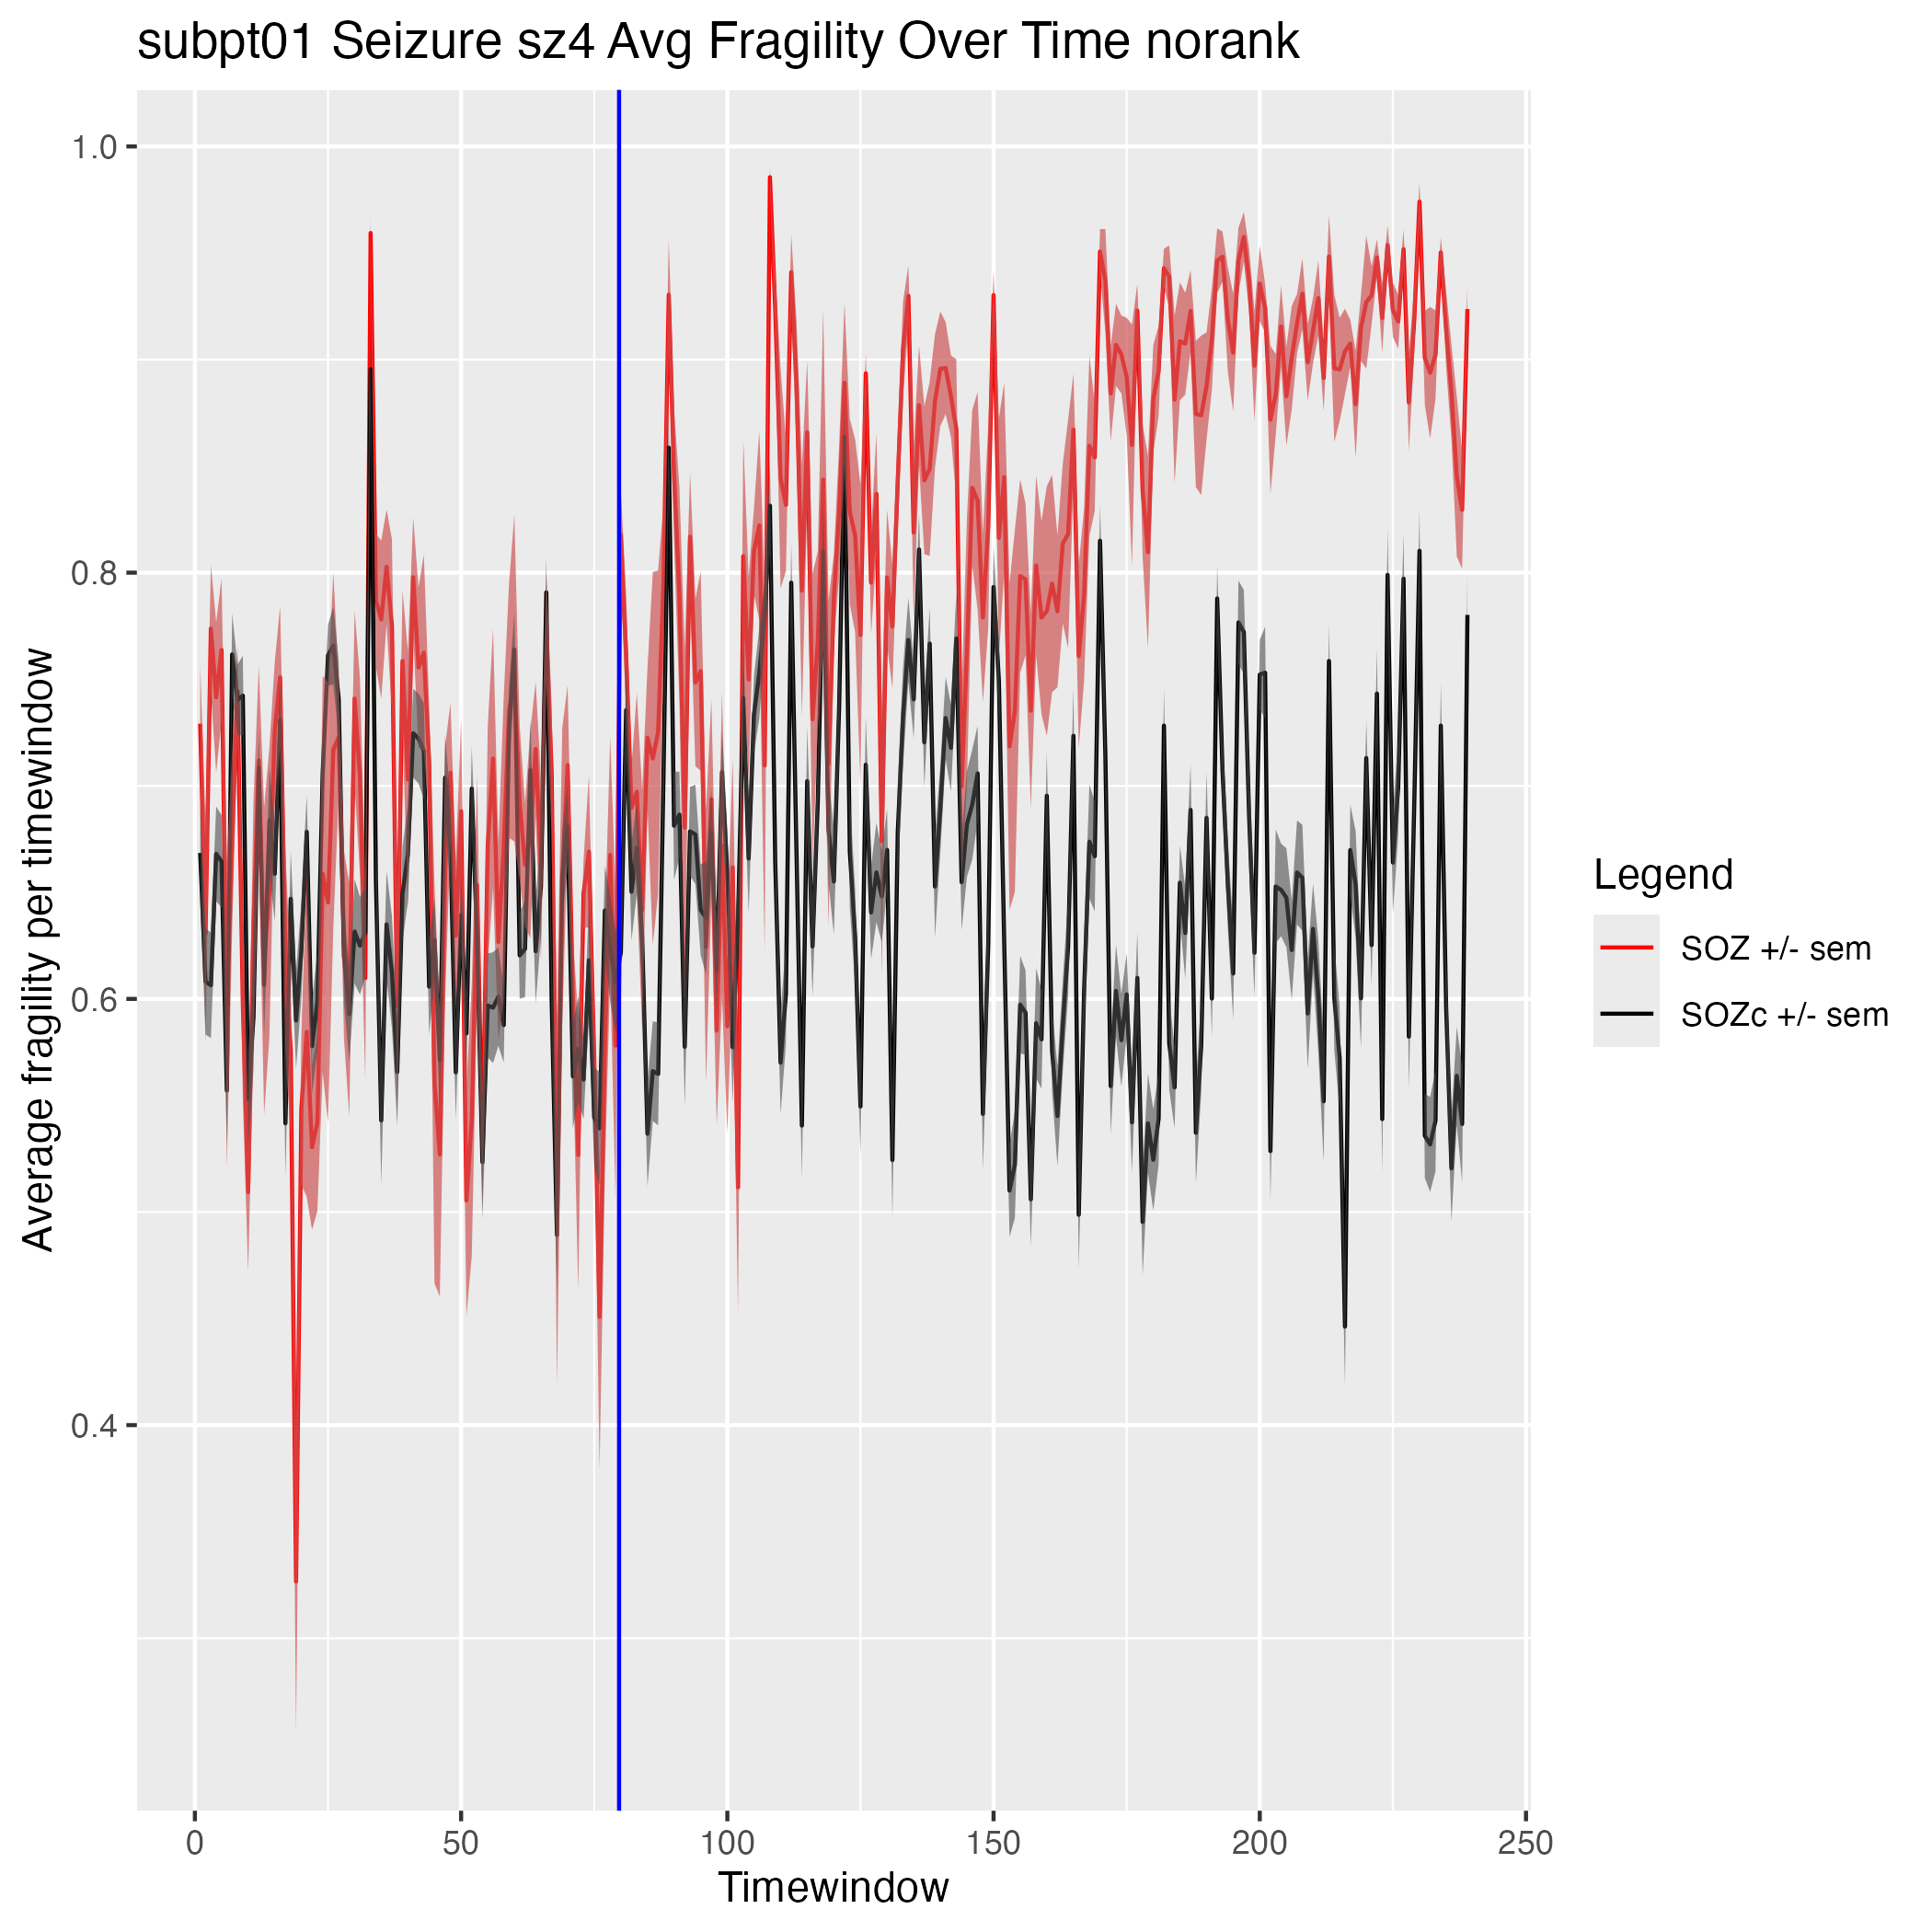 subpt01 Seizure sz4 Avg Fragility Over Time norank
Average fragility per timewindow
1.0
0.8
0.6
0.4
0
50
100
150
200
250
Timewindow
Legend
SOZ +/- sem
SOZc +/- sem